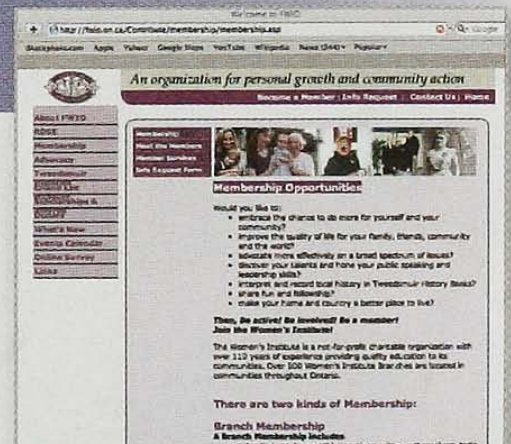 Welcome to FWIO
http://fwio.on.ca/Contribute/membership/membership.asp
Google
Apple Yahoo! Google Maps YouTube Wikipedia News Popular
An organization for personal growth and community action
Become a Member | Info Request | Contact Us | Home
About FWIO
ROSE
Membership
Advocacy
Tweedsmuir
Scholarships &
What's New
Events Calendar
Online Survey
Links
Membership
Meet the Members
Member Services
Info Request Form
Membership Opportunities
Would you like to:
• embrace the chance to do more for yourself and your
community?
• improve the quality of life for your family, friends, community
and the world?
• advocate more effectively on a broad spectrum of issues?
• discover your talents and hone your public speaking and
leadership skills?
• interpret and record local history in Tweedsmuir History Books?
• share fun and fellowship?
• make your home and country a better place to live?
Then, Be active! Be involved! Be a member!
Join the Women's Institute!
The Women's Institute is a not-for-profit charitable organization with
over 110 years of experience providing quality education to its
communities. Over 300 Women's Institute Branches are located in
communities throughout Ontario.
There are two kinds of Membership:
Branch Membership
A Branch Membership includes